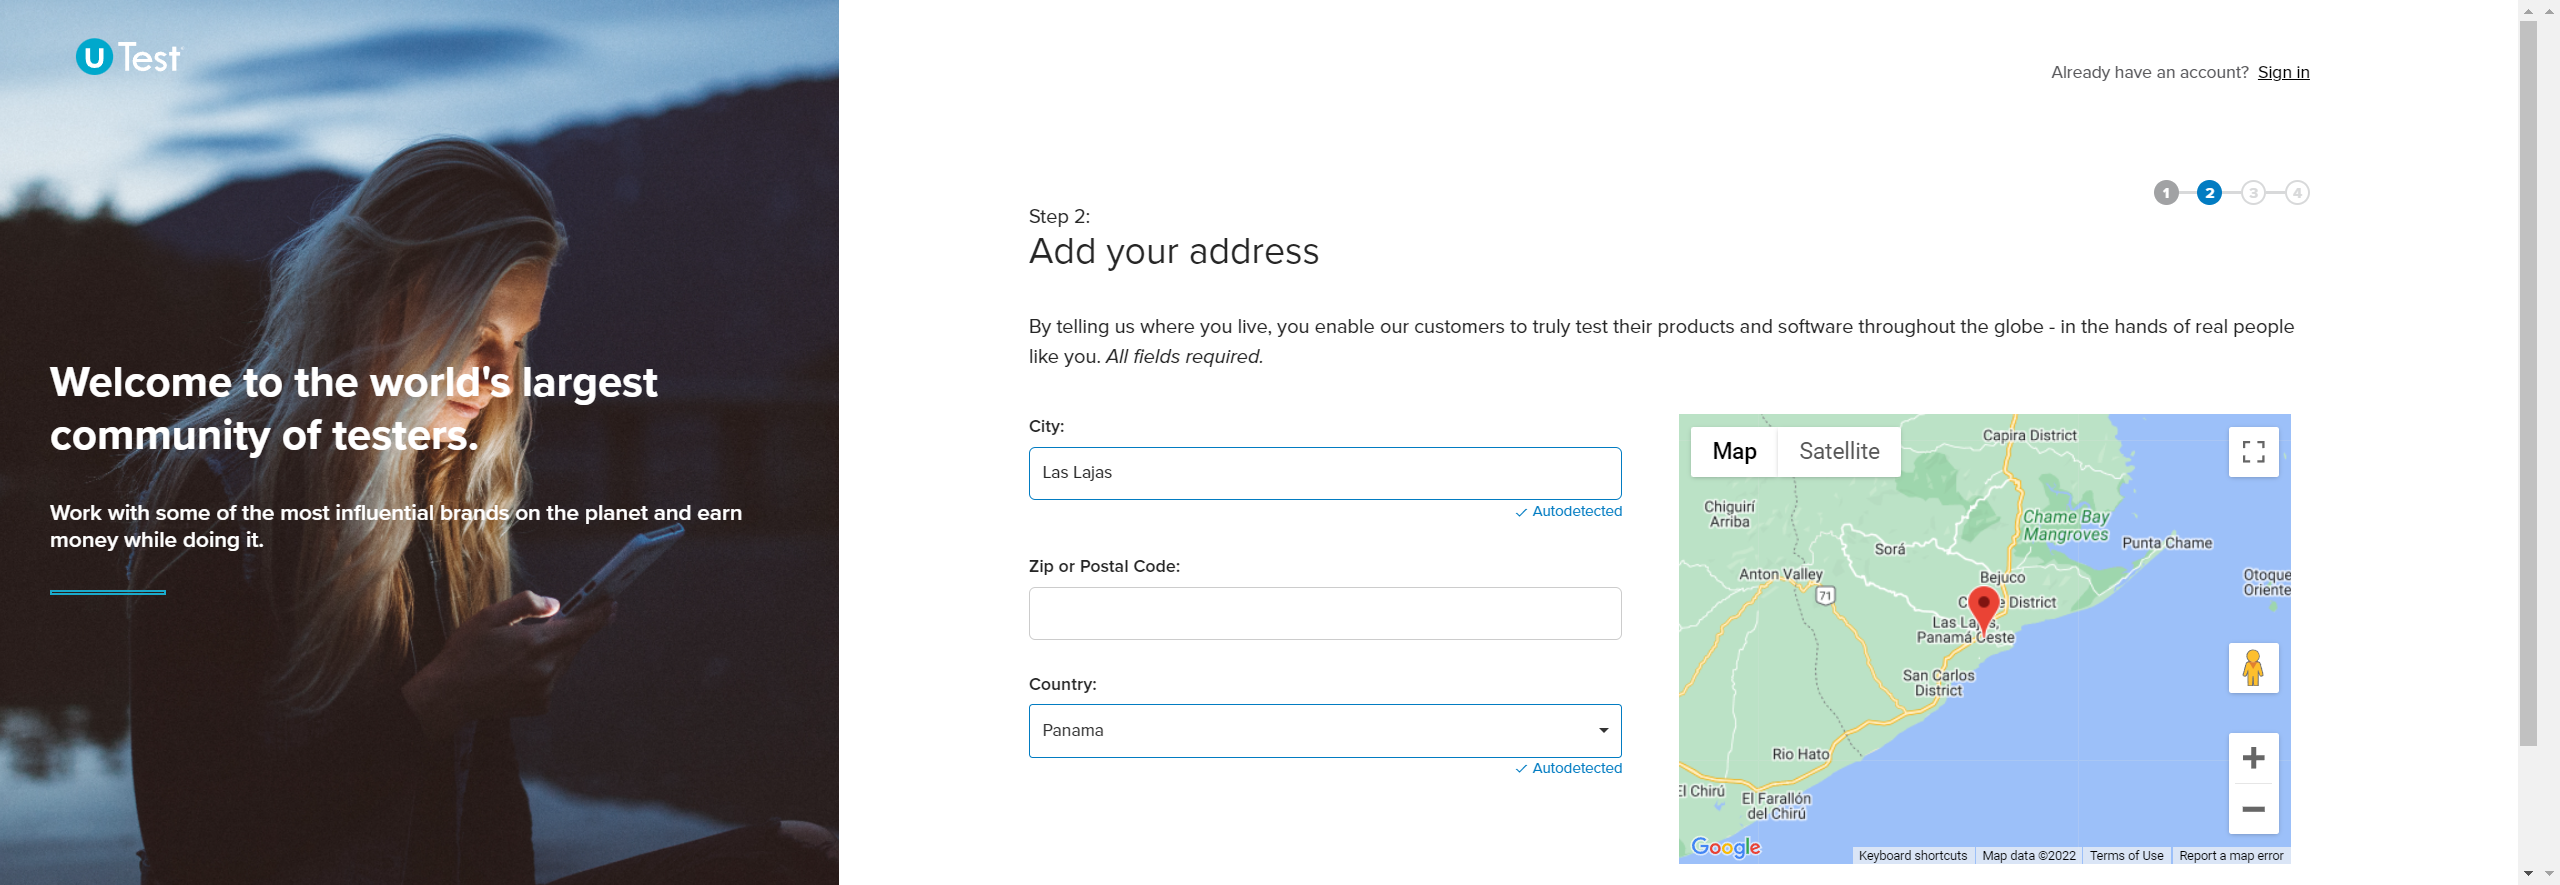 U Test
Welcome to the world's largest
community of testers.
Work with some of the most influential brands on the planet and earn
money while doing it.
Already have an account? Sign in
1 2 3 4
Step 2:
Add your address
By telling us where you live, you enable our customers to truly test their products and software throughout the globe - in the hands of real people
like you. All fields required.
City:
Las Lajas
Autodetected
Zip or Postal Code:
Country:
Panama
Autodetected
Map
Satellite
Capira District
Chiguirí
Arriba
Chame Bay
Mangroves
Punta Chame
Sorá
Anton Valley
71
Bejuco
Otoque
Oriente
District
Las Lajas,
Panamá Oeste
San Carlos
District
Rio Hato
El Chirú
El Farallón
del Chirú
Google
Keyboard shortcuts
Map data ©2022
Terms of Use
Report a map error